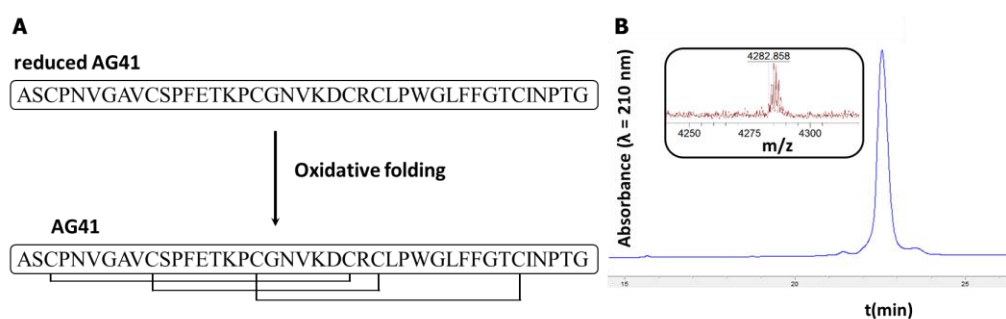 A
reduced AG41
ASCPNVGAVCSPFETKPCGNVKDCRCLPWGLFFGTCINPTG
Oxidative folding
AG41
ASCPNVGAVCSPFETKPCGNVKDCRCLPWGLFFGTCINPTG
B
Absorbance (λ = 210 nm)
4282.858
4250 4275 4300
m/z
15 20 25
t(min)